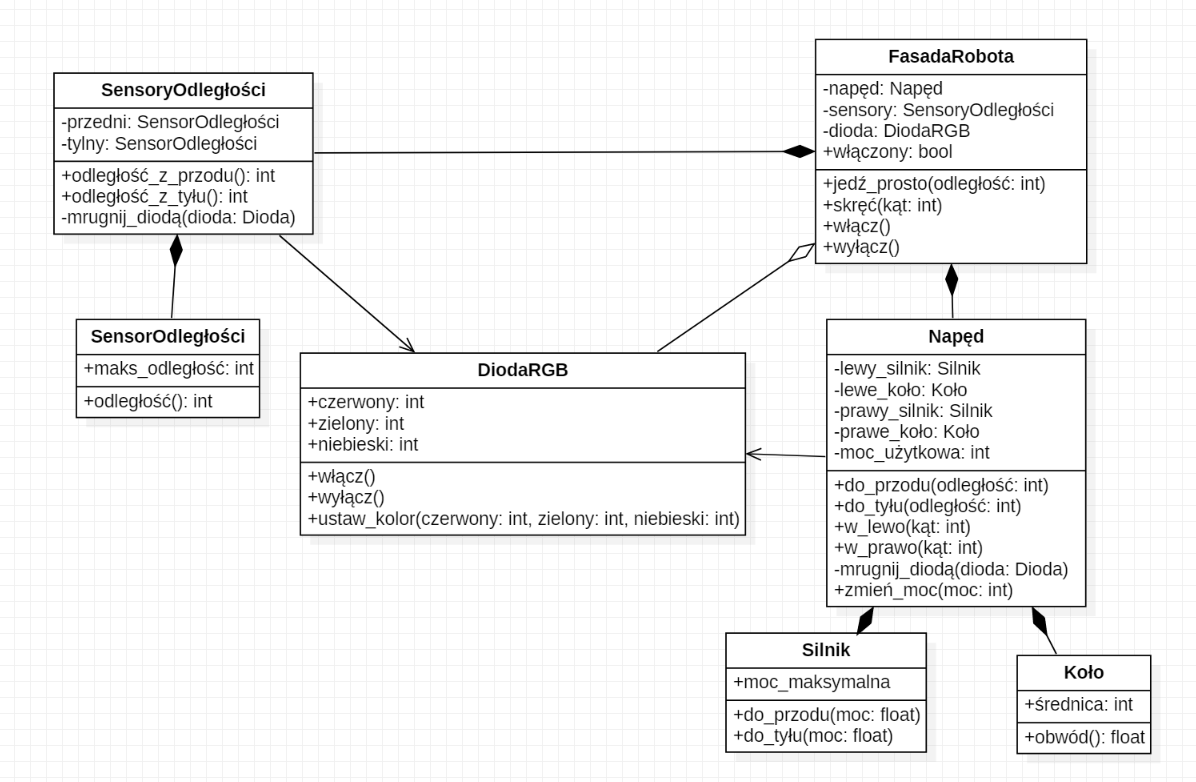 SensoryOdległości
-przedni: SensorOdległości
-tylny: SensorOdległości
+odległość_z_przodu(): int
+odległość_z_tyłu(): int
-mrugnij_diodą(dioda: Dioda)
FasadaRobota
-napęd: Napęd
-sensory: SensoryOdległości
-dioda: DiodaRGB
+włączony: bool
+jedź_prosto(odległość: int)
+skręć(kąt: int)
+włącz()
+wyłącz()
SensorOdległości
+maks_odległość: int
+odległość(): int
DiodaRGB
+czerwony: int
+zielony: int
+niebieski: int
+włącz()
+wyłącz()
+ustaw_kolor(czerwony: int, zielony: int, niebieski: int)
Napęd
-lewy_silnik: Silnik
-lewe_koło: Koło
-prawy_silnik: Silnik
-prawe_koło: Koło
-moc_użytkowa: int
+do_przodu(odległość: int)
+do_tyłu(odległość: int)
+w_lewo(kąt: int)
+w_prawo(kąt: int)
-mrugnij_diodą(dioda: Dioda)
+zmień_moc(moc: int)
Silnik
+moc_maksymalna
+do_przodu(moc: float)
+do_tyłu(moc: float)
Koło
+średnica: int
+obwód(): float